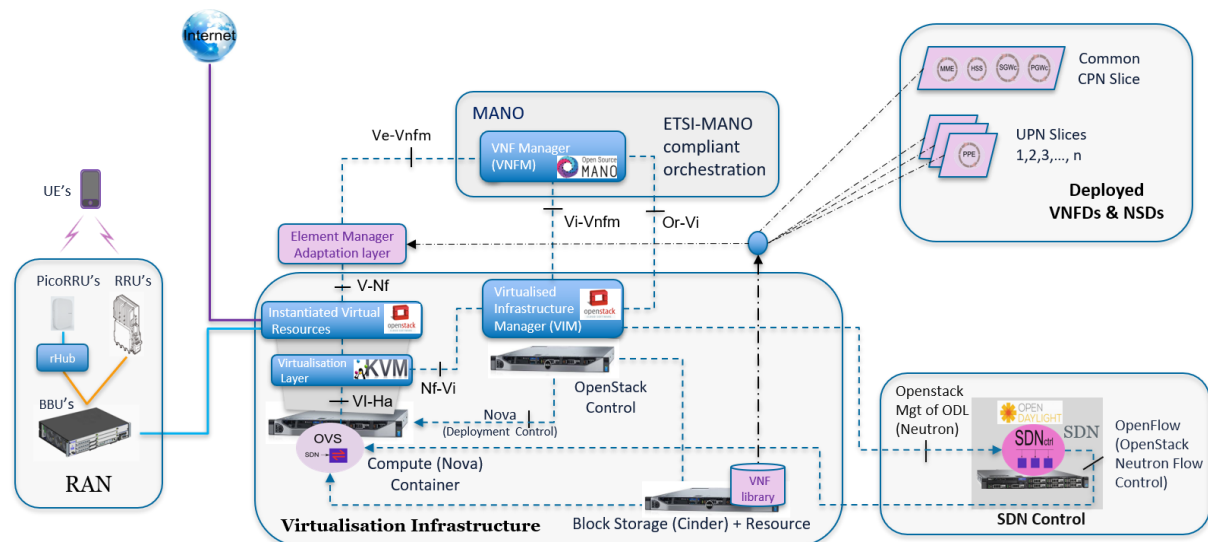 Internet
UE's
PicoRRU's
RRU's
rHub
BBU's
RAN
MANO
ETSI-MANO
compliant
orchestration
VNF Manager
(VNFM)
Open Source
MANO
Ve-Vnfm
Vi-Vnfm
Or-Vi
Element Manager
Adaptation layer
V-Nf
Instantiated Virtual
Resources
openstack
Virtualised
Infrastructure
Manager (VIM)
openstack
Virtualisation
Layer
KVM
Nf-Vi
VI-Ha
OpenStack
Control
Nova
(Deployment Control)
OVS
SDN
Compute (Nova)
Container
VNF
library
Block Storage (Cinder) + Resource
Virtualisation Infrastructure
MME
HSS
SGWc
PGWc
Common
CPN Slice
PPE
UPN Slices
1,2,3,..., n
Deployed
VNFDs & NSDs
Openstack
Mgt of ODL
(Neutron)
OPEN
DAYLIGHT
SDNctrl
SDN
OpenFlow
(OpenStack
Neutron Flow
Control)
SDN Control